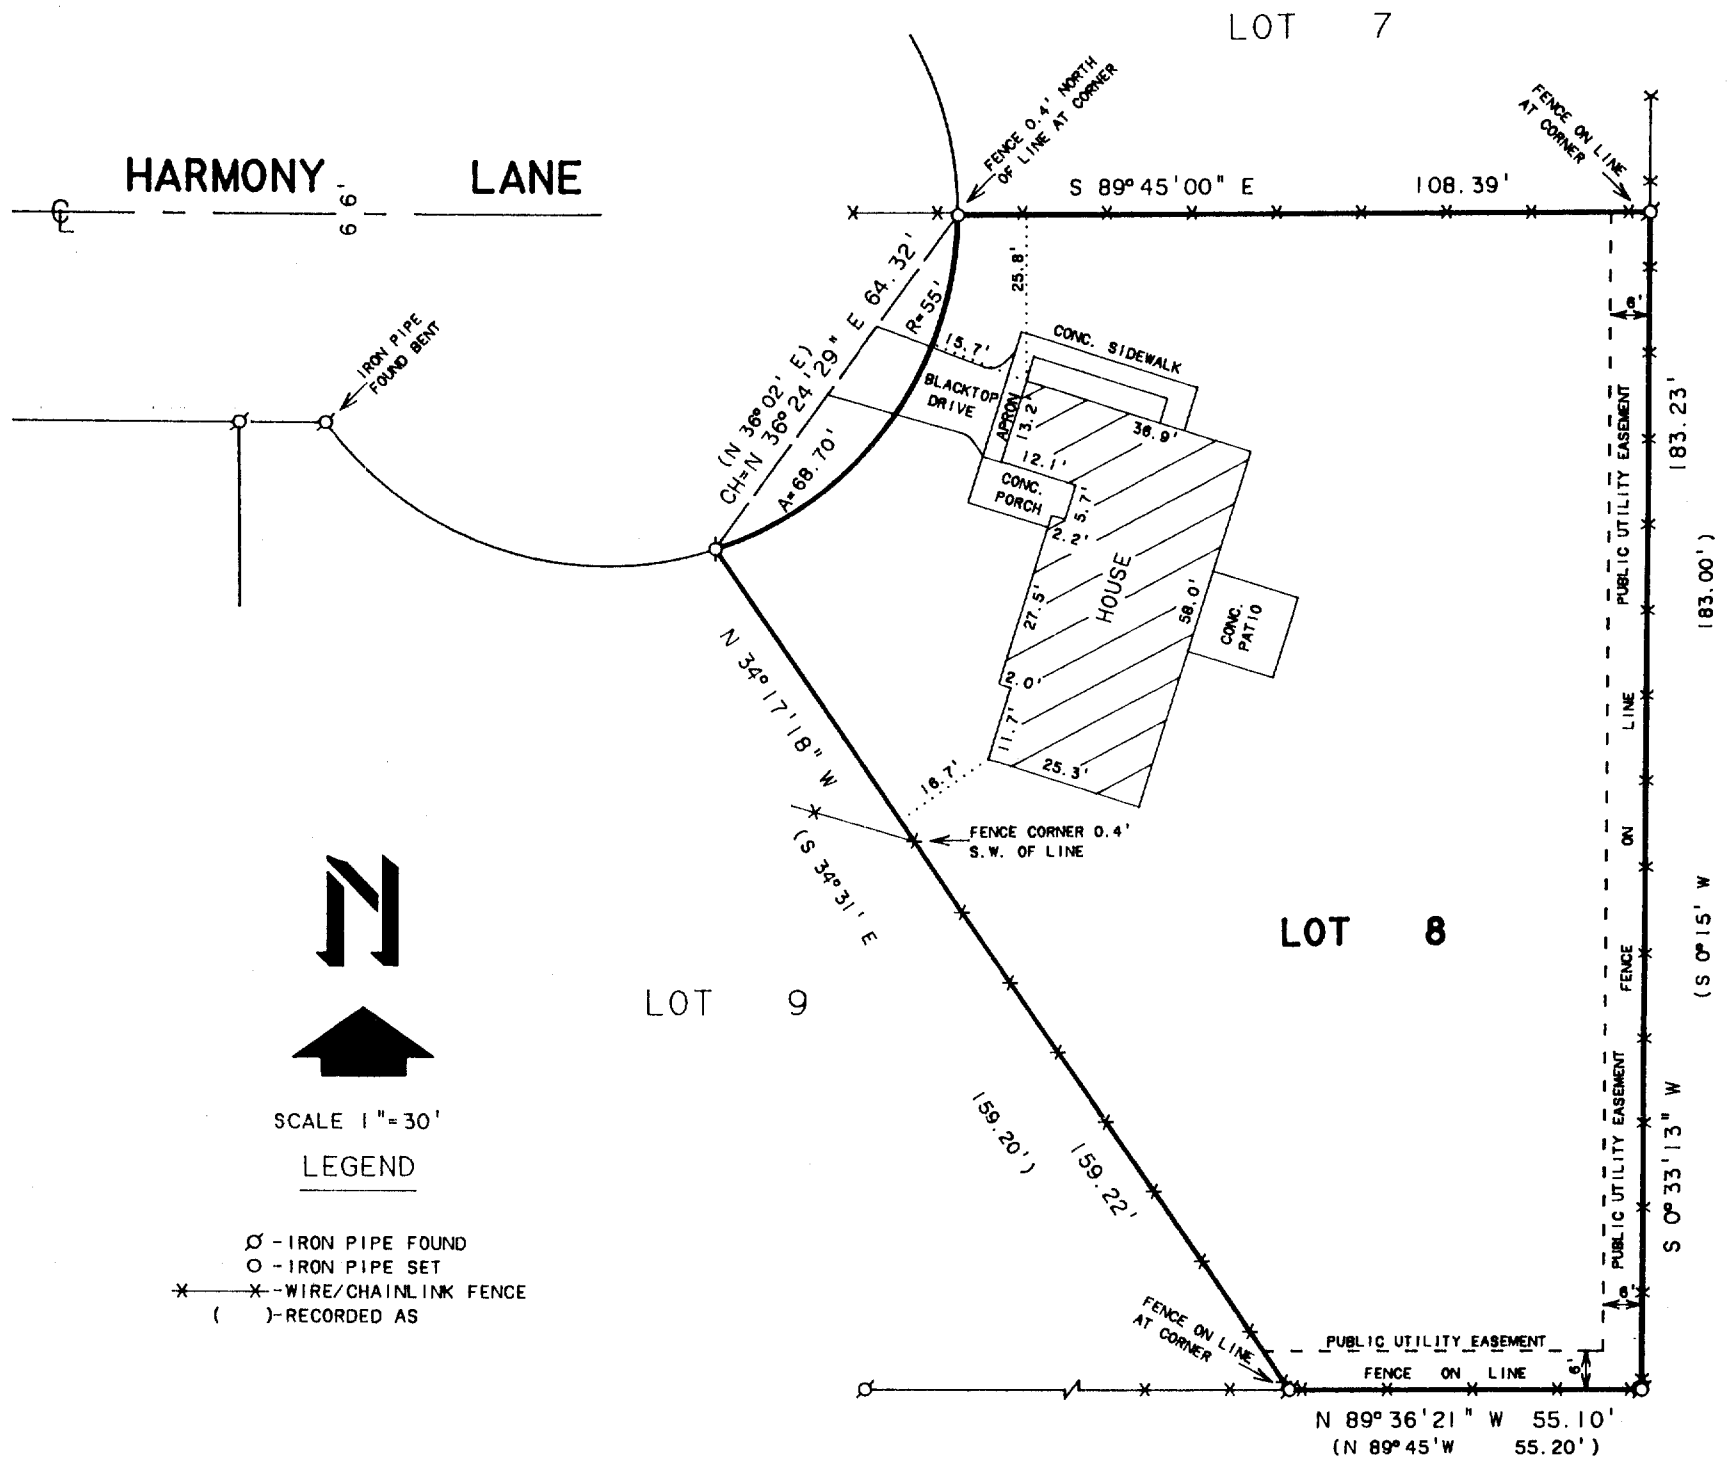 LOT 7
FENCE 0.4' NORTH
OF LINE AT CORNER
FENCE ON LINE
AT CORNER
HARMONY LANE
66'
℄
S 89°45'00" E 108.39'
25.8'
6'
IRON PIPE
FOUND BENT
(N 36°02' E)
CH=N 36°24'29" E 64.32'
R=55'
A=68.70'
15.7'
CONC. SIDEWALK
BLACKTOP
DRIVE
APRON
13.2'
36.9'
12.1'
CONC.
PORCH
5.7'
2.2'
HOUSE
27.5'
58.0'
CONC.
PATIO
2.0'
11.7'
25.3'
16.7'
PUBLIC UTILITY EASEMENT
183.23'
(S 0°15' W 183.00')
FENCE ON LINE
N 34°17'18" W
(S 34°31' E
FENCE CORNER 0.4'
S.W. OF LINE
LOT 8
LOT 9
N
SCALE 1"=30'
LEGEND
-IRON PIPE FOUND
-IRON PIPE SET
-WIRE/CHAINLINK FENCE
( )-RECORDED AS
159.20')
159.22'
PUBLIC UTILITY EASEMENT
S 0°33'13" W
6'
FENCE ON LINE
AT CORNER
PUBLIC UTILITY EASEMENT
FENCE ON LINE
6'
N 89°36'21" W 55.10'
(N 89°45'W 55.20')